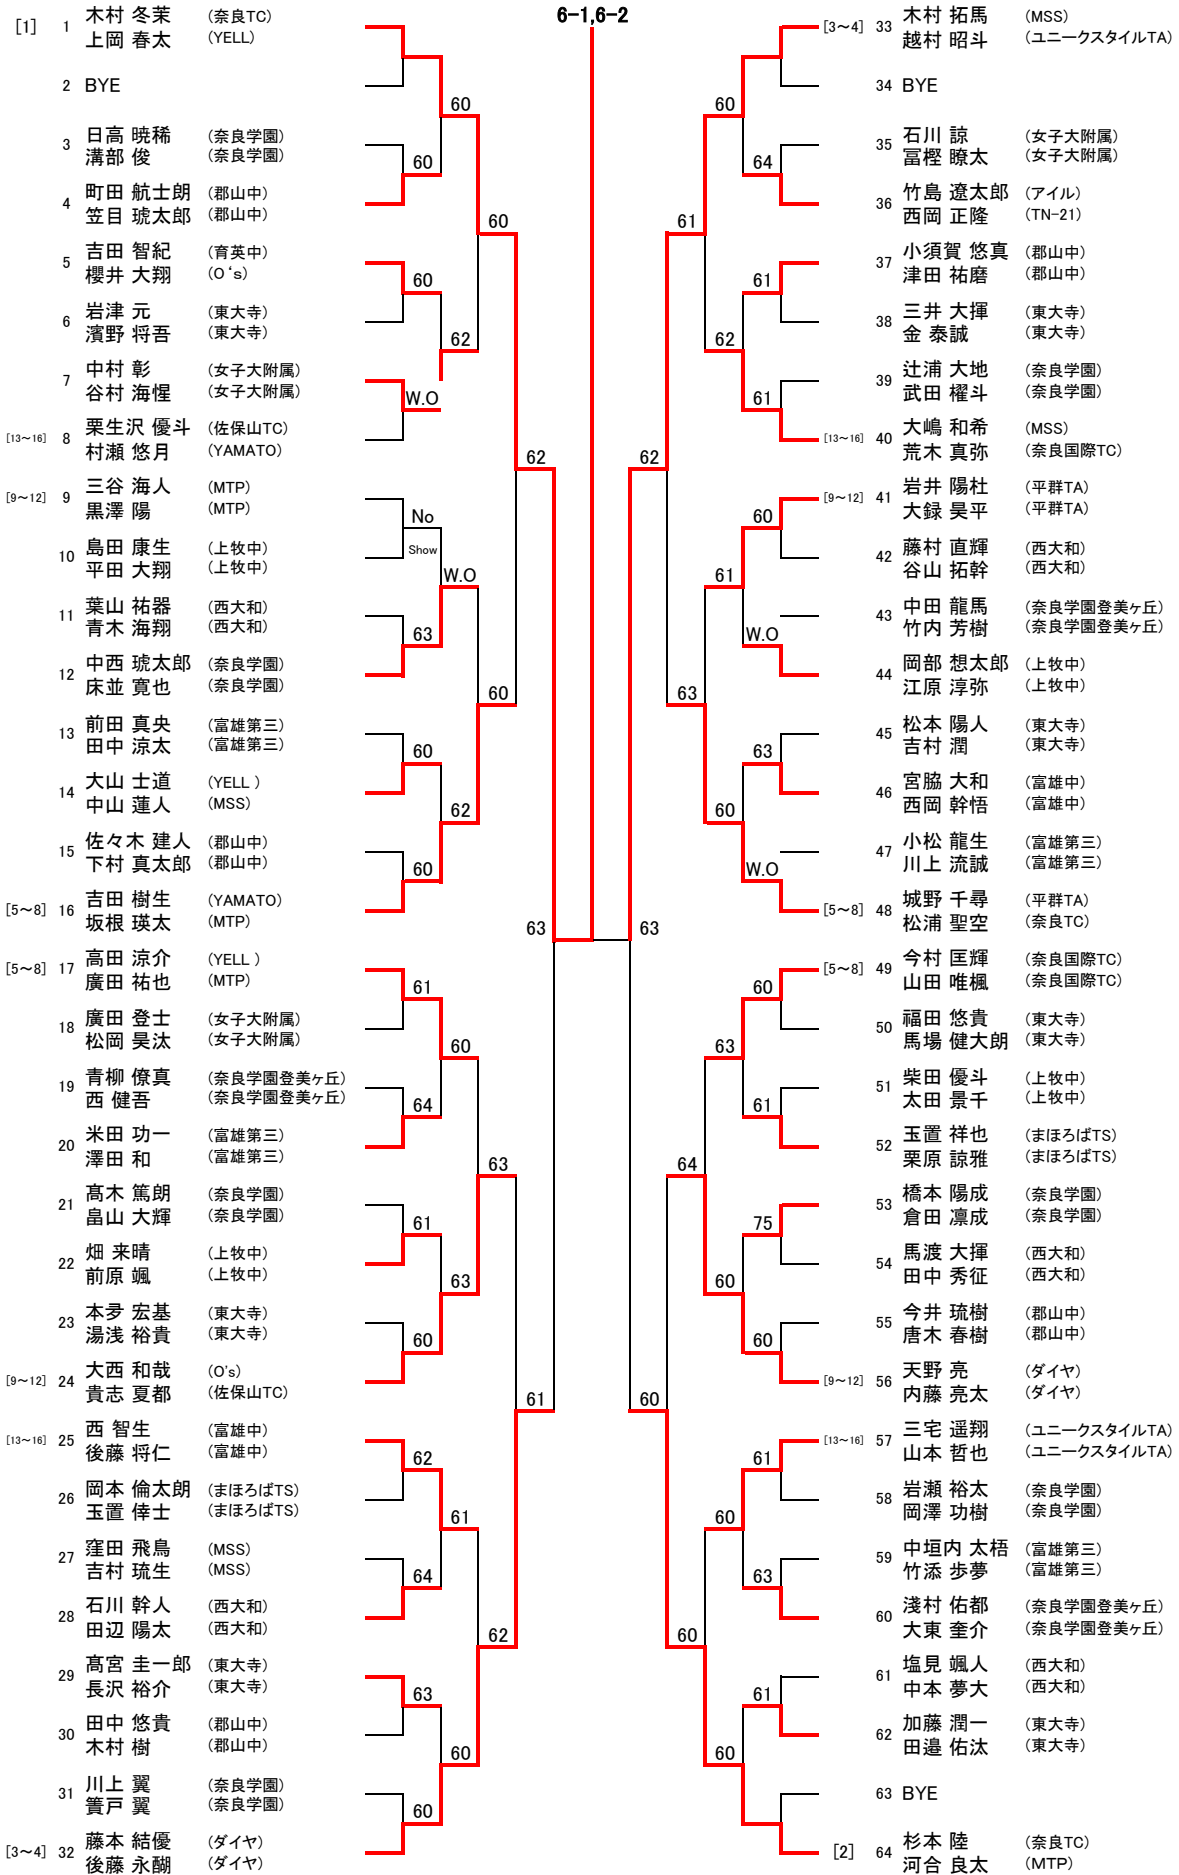 6-1,6-2
[1] 1 木村 冬茉 (奈良TC)
上岡 春太 (YELL)
2 BYE
60
3 日高 暁稀 (奈良学園)
溝部 俊 (奈良学園)
60
4 町田 航士朗 (郡山中)
笠目 琥太郎 (郡山中)
60
5 吉田 智紀 (育英中)
櫻井 大翔 (O‘s)
60
6 岩津 元 (東大寺)
濱野 将吾 (東大寺)
62
7 中村 彰 (女子大附属)
谷村 海惺 (女子大附属)
W.O
[13~16] 8 栗生沢 優斗 (佐保山TC)
村瀬 悠月 (YAMATO)
62
[9~12] 9 三谷 海人 (MTP)
黒澤 陽 (MTP)
No
Show
10 島田 康生 (上牧中)
平田 大翔 (上牧中)
W.O
11 葉山 祐器 (西大和)
青木 海翔 (西大和)
63
12 中西 琥太郎 (奈良学園)
床並 寛也 (奈良学園)
60
13 前田 真央 (富雄第三)
田中 涼太 (富雄第三)
60
14 大山 士道 (YELL )
中山 蓮人 (MSS)
62
15 佐々木 建人 (郡山中)
下村 真太郎 (郡山中)
60
[5~8] 16 吉田 樹生 (YAMATO)
坂根 瑛太 (MTP)
63
[5~8] 17 高田 涼介 (YELL )
廣田 祐也 (MTP)
61
18 廣田 登士 (女子大附属)
松岡 昊汰 (女子大附属)
60
19 青柳 僚真 (奈良学園登美ヶ丘)
西 健吾 (奈良学園登美ヶ丘)
64
20 米田 功一 (富雄第三)
澤田 和 (富雄第三)
63
21 髙木 篤朗 (奈良学園)
畠山 大輝 (奈良学園)
61
22 畑 来晴 (上牧中)
前原 颯 (上牧中)
63
23 本夛 宏基 (東大寺)
湯浅 裕貴 (東大寺)
60
[9~12] 24 大西 和哉 (O's)
貴志 夏都 (佐保山TC)
61
[13~16] 25 西 智生 (富雄中)
後藤 将仁 (富雄中)
62
26 岡本 倫太朗 (まほろばTS)
玉置 倖士 (まほろばTS)
61
27 窪田 飛鳥 (MSS)
吉村 琉生 (MSS)
64
28 石川 幹人 (西大和)
田辺 陽太 (西大和)
62
29 髙宮 圭一郎 (東大寺)
長沢 裕介 (東大寺)
63
30 田中 悠貴 (郡山中)
木村 樹 (郡山中)
60
31 川上 翼 (奈良学園)
簀戸 翼 (奈良学園)
60
[3~4] 32 藤本 結優 (ダイヤ)
後藤 永醐 (ダイヤ)
[3~4] 33 木村 拓馬 (MSS)
越村 昭斗 (ユニークスタイルTA)
34 BYE
60
35 石川 諒 (女子大附属)
冨樫 瞭太 (女子大附属)
64
36 竹島 遼太郎 (アイル)
西岡 正隆 (TN-21)
61
37 小須賀 悠真 (郡山中)
津田 祐磨 (郡山中)
61
38 三井 大揮 (東大寺)
金 泰誠 (東大寺)
62
39 辻浦 大地 (奈良学園)
武田 櫂斗 (奈良学園)
61
[13~16] 40 大嶋 和希 (MSS)
荒木 真弥 (奈良国際TC)
62
[9~12] 41 岩井 陽杜 (平群TA)
大録 昊平 (平群TA)
60
42 藤村 直輝 (西大和)
谷山 拓幹 (西大和)
61
43 中田 龍馬 (奈良学園登美ヶ丘)
竹内 芳樹 (奈良学園登美ヶ丘)
W.O
44 岡部 想太郎 (上牧中)
江原 淳弥 (上牧中)
63
45 松本 陽人 (東大寺)
吉村 潤 (東大寺)
63
46 宮脇 大和 (富雄中)
西岡 幹悟 (富雄中)
60
47 小松 龍生 (富雄第三)
川上 流誠 (富雄第三)
W.O
[5~8] 48 城野 千尋 (平群TA)
松浦 聖空 (奈良TC)
63
[5~8] 49 今村 匡輝 (奈良国際TC)
山田 唯楓 (奈良国際TC)
60
50 福田 悠貴 (東大寺)
馬場 健大朗 (東大寺)
63
51 柴田 優斗 (上牧中)
太田 景千 (上牧中)
61
52 玉置 祥也 (まほろばTS)
栗原 諒雅 (まほろばTS)
64
53 橋本 陽成 (奈良学園)
倉田 凛成 (奈良学園)
75
54 馬渡 大揮 (西大和)
田中 秀征 (西大和)
60
55 今井 琉樹 (郡山中)
唐木 春樹 (郡山中)
60
[9~12] 56 天野 亮 (ダイヤ)
内藤 亮太 (ダイヤ)
60
[13~16] 57 三宅 遥翔 (ユニークスタイルTA)
山本 哲也 (ユニークスタイルTA)
61
58 岩瀬 裕太 (奈良学園)
岡澤 功樹 (奈良学園)
60
59 中垣内 太梧 (富雄第三)
竹添 歩夢 (富雄第三)
63
60 淺村 佑都 (奈良学園登美ヶ丘)
大東 奎介 (奈良学園登美ヶ丘)
60
61 塩見 颯人 (西大和)
中本 夢大 (西大和)
61
62 加藤 潤一 (東大寺)
田邉 佑汰 (東大寺)
60
63 BYE
[2] 64 杉本 陸 (奈良TC)
河合 良太 (MTP)